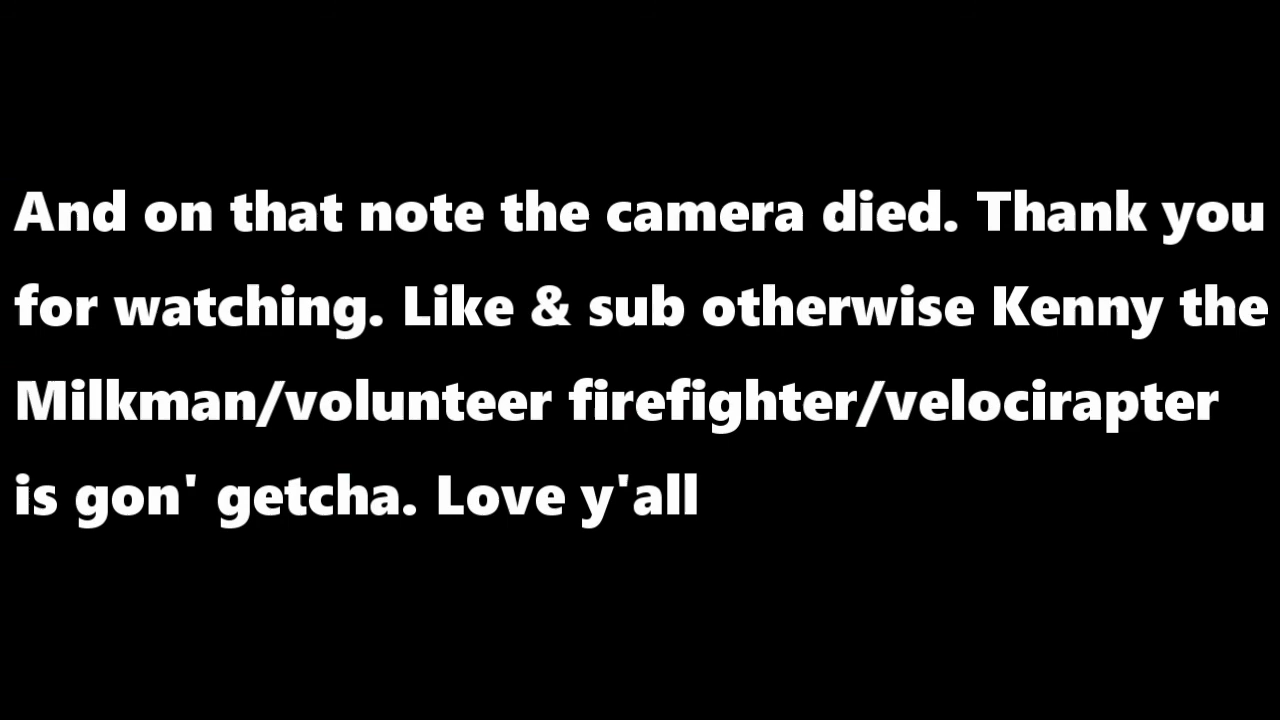 And on that note the camera died. Thank you
for watching. Like & sub otherwise Kenny the
Milkman/volunteer firefighter/velocirapter
is gon' getcha. Love y'all